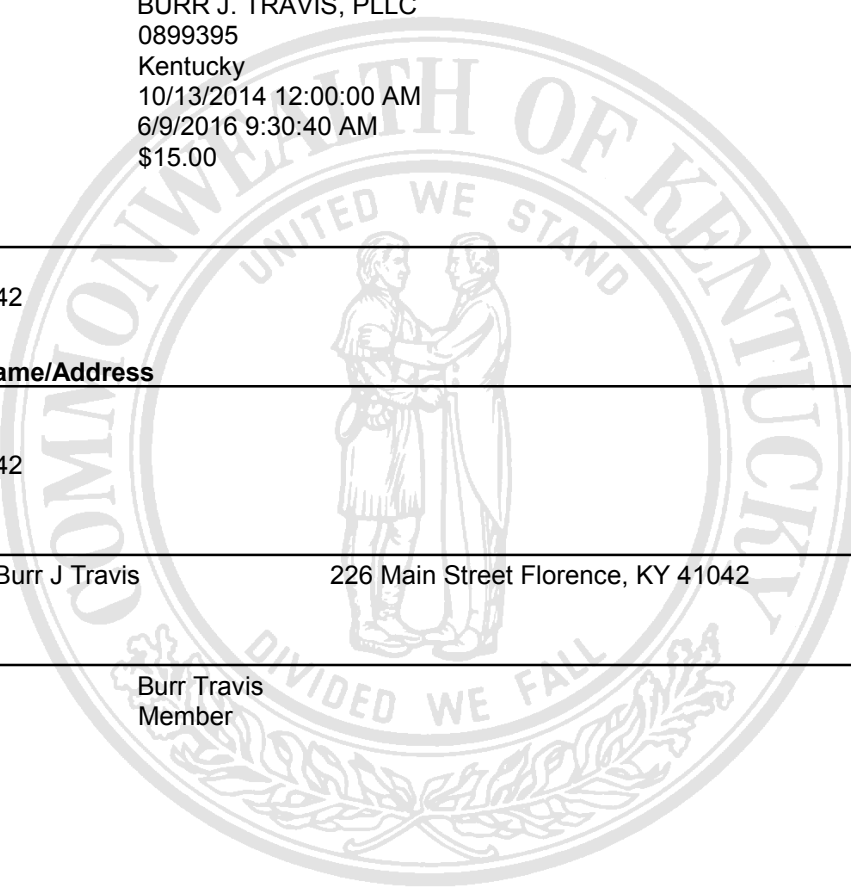 BURR J. TRAVIS, PLLC
0899395
Kentucky
10/13/2014 12:00:00 AM
6/9/2016 9:30:40 AM
$15.00
COMMONWEALTH OF KENTUCKY
UNITED WE STAND
42
ame/Address
42
Burr J Travis 226 Main Street Florence, KY 41042
DIVIDED WE FALL
Burr Travis
Member